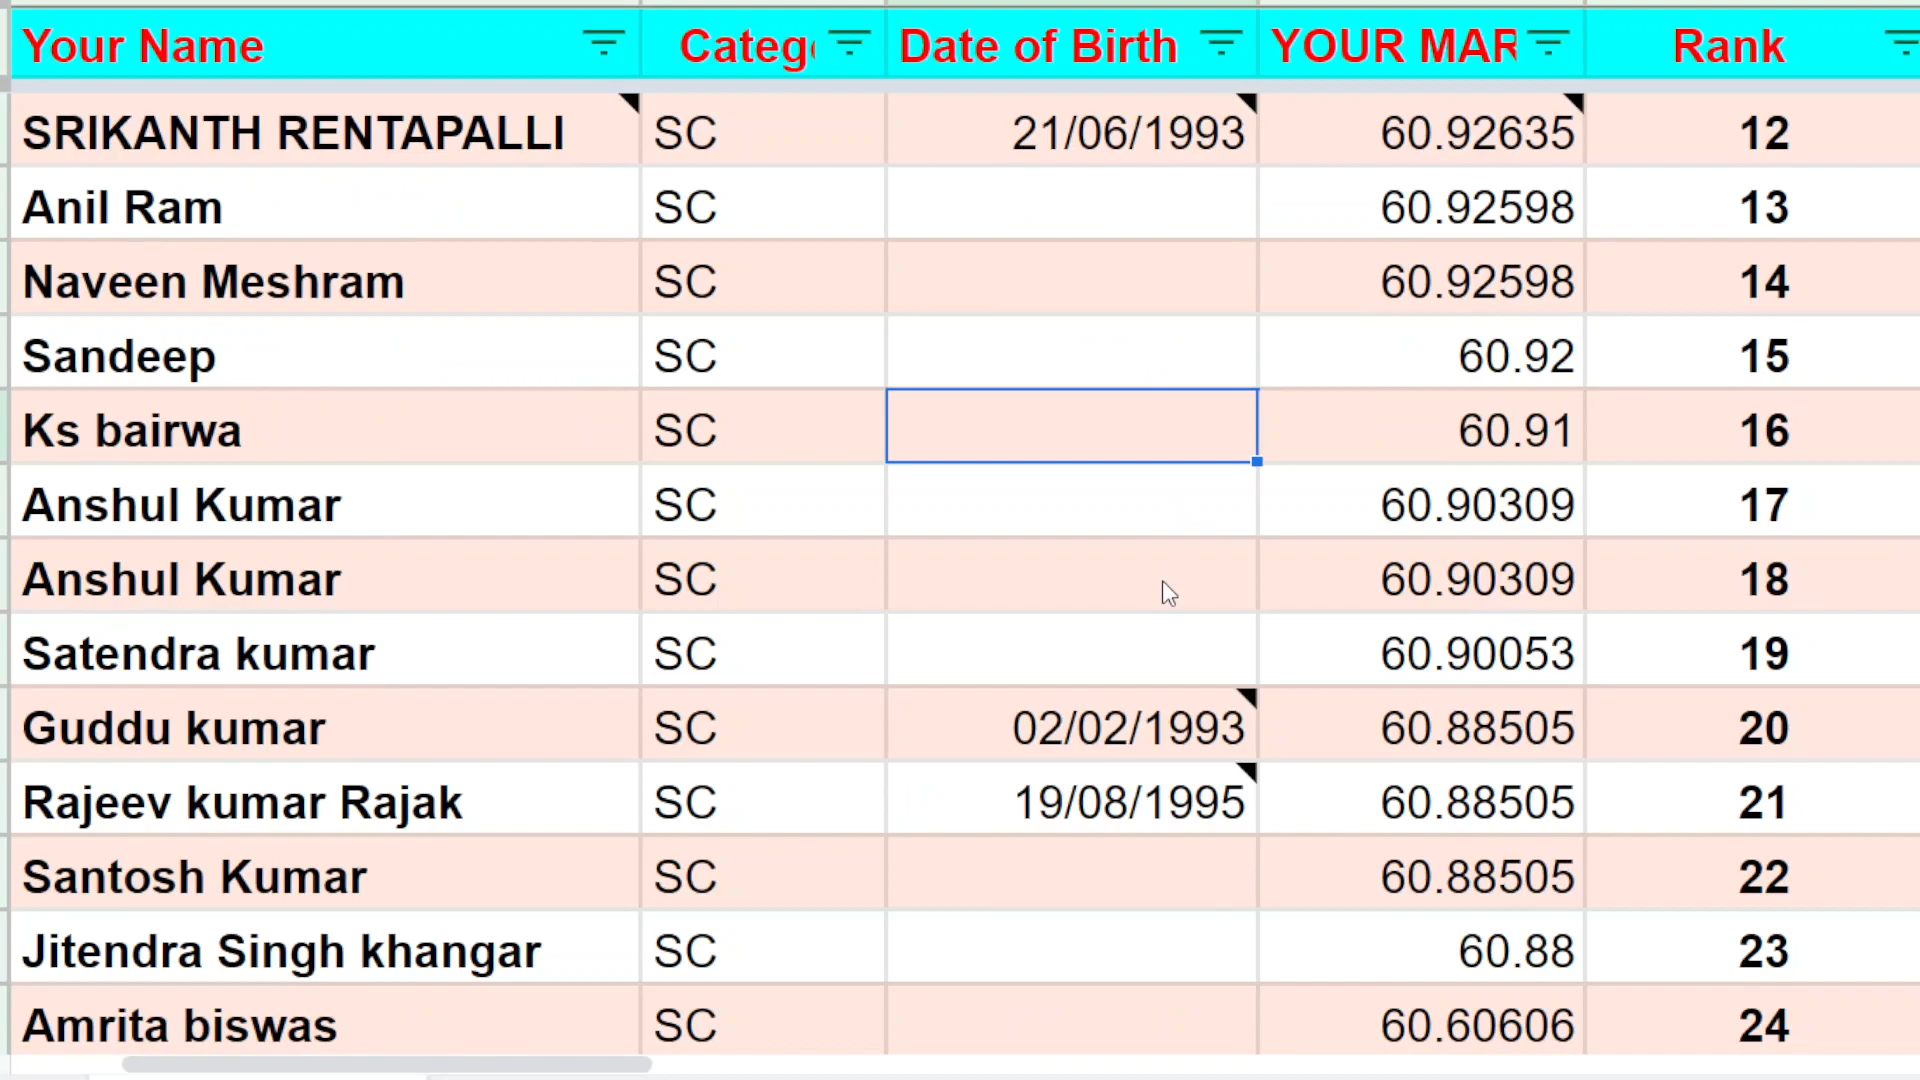 Your Name Catego Date of Birth YOUR MAR Rank
SRIKANTH RENTAPALLI SC 21/06/1993 60.92635 12
Anil Ram SC 60.92598 13
Naveen Meshram SC 60.92598 14
Sandeep SC 60.92 15
Ks bairwa SC 60.91 16
Anshul Kumar SC 60.90309 17
Anshul Kumar SC 60.90309 18
Satendra kumar SC 60.90053 19
Guddu kumar SC 02/02/1993 60.88505 20
Rajeev kumar Rajak SC 19/08/1995 60.88505 21
Santosh Kumar SC 60.88505 22
Jitendra Singh khangar SC 60.88 23
Amrita biswas SC 60.60606 24